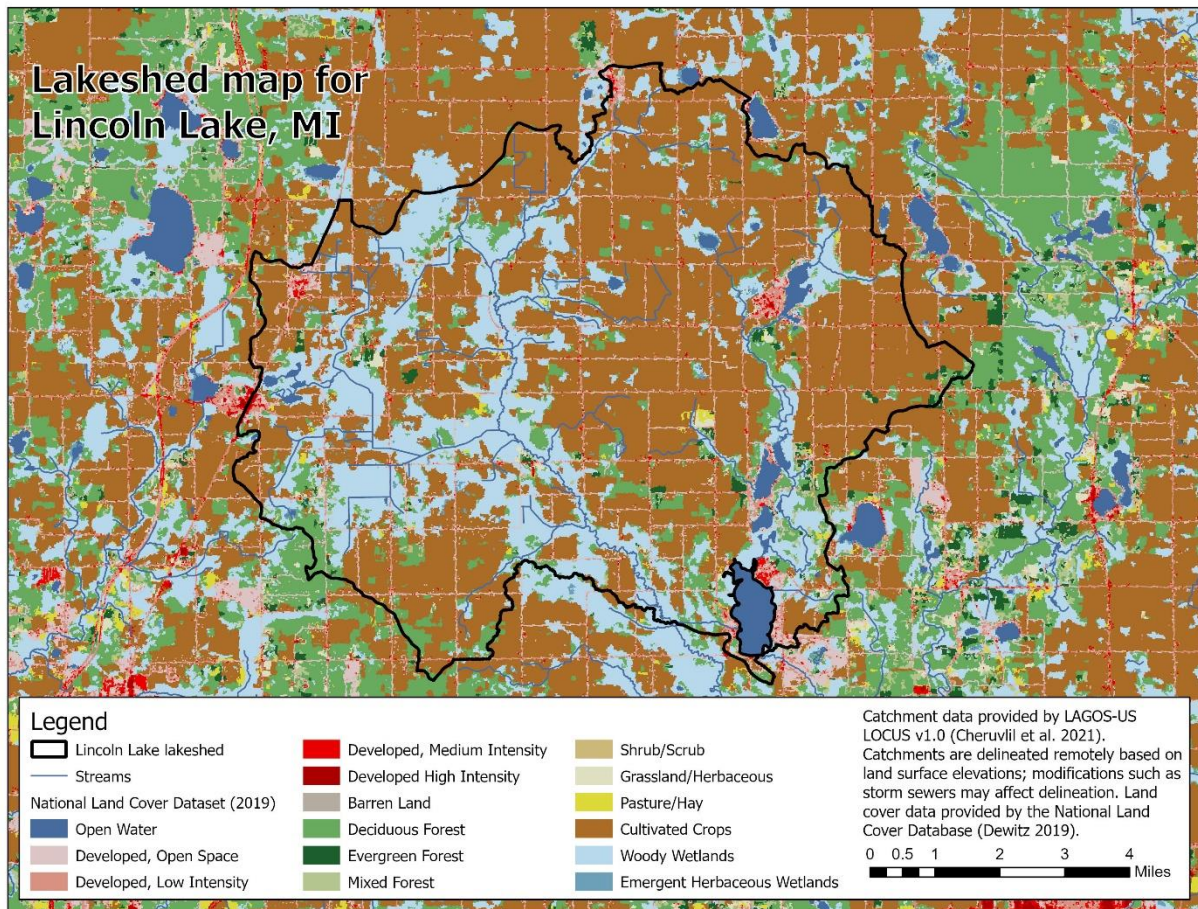 Lakeshed map for
Lincoln Lake, MI
Legend
Lincoln Lake lakeshed
Streams
National Land Cover Dataset (2019)
Open Water
Developed, Open Space
Developed, Low Intensity
Developed, Medium Intensity
Developed High Intensity
Barren Land
Deciduous Forest
Evergreen Forest
Mixed Forest
Shrub/Scrub
Grassland/Herbaceous
Pasture/Hay
Cultivated Crops
Woody Wetlands
Emergent Herbaceous Wetlands
Catchment data provided by LAGOS-US
LOCUS v1.0 (Cheruvlil et al. 2021).
Catchments are delineated remotely based on
land surface elevations; modifications such as
storm sewers may affect delineation. Land
cover data provided by the National Land
Cover Database (Dewitz 2019).
0 0.5 1 2 3 4
Miles